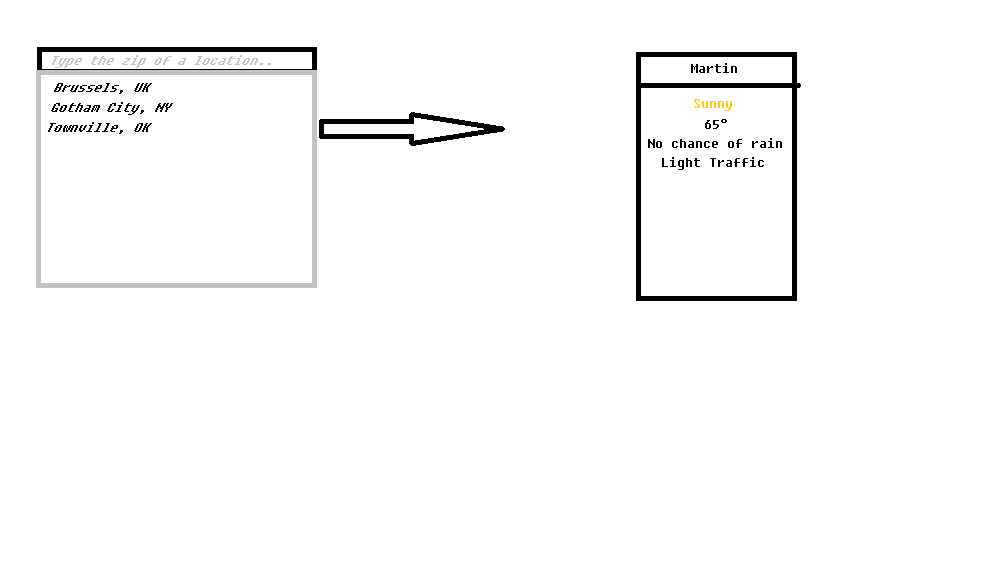 Type the zip of a location..
Brussels, UK
Gotham City, NY
Townville, OK
Martin
Sunny
65°
No chance of rain
Light Traffic